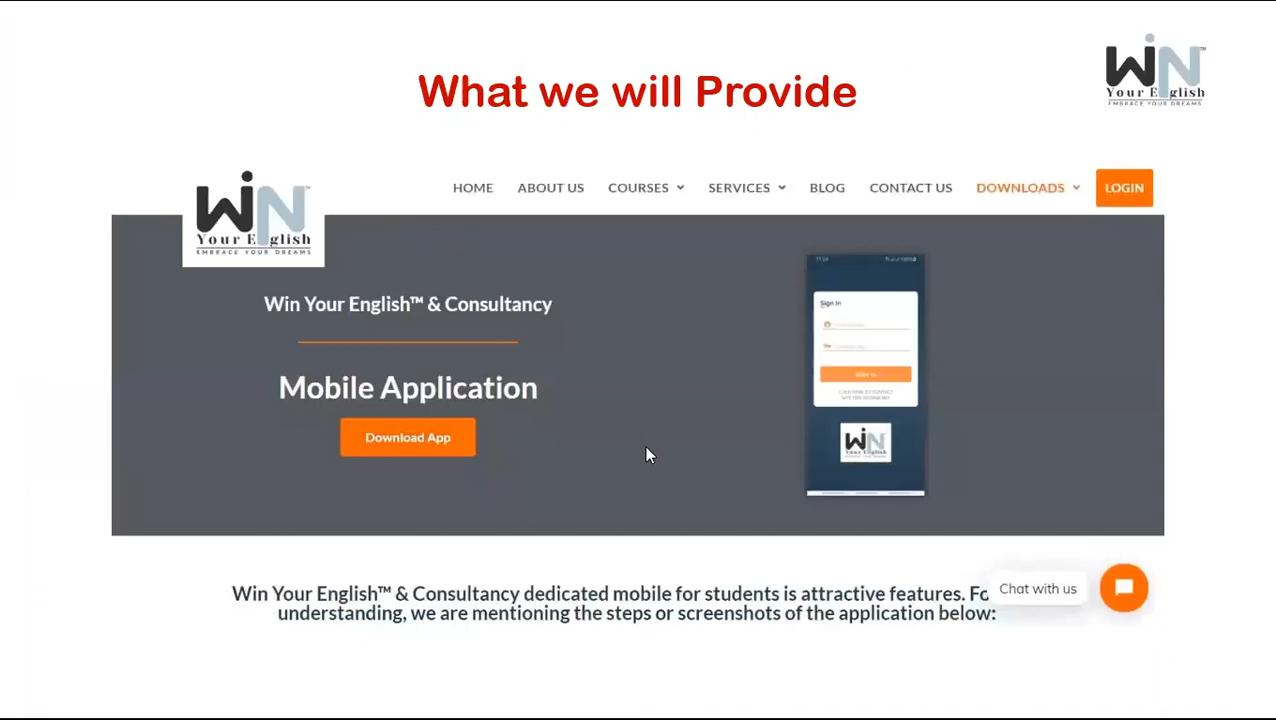 What we will Provide
WiN™
Your English
EMBRACE YOUR DREAMS
WiN™
Your English
EMBRACE YOUR DREAMS
HOME ABOUT US COURSES SERVICES BLOG CONTACT US DOWNLOADS LOGIN
Win Your English™ & Consultancy
Mobile Application
Download App
Sign In
WiN
Your English
Win Your English™ & Consultancy dedicated mobile for students is attractive features.
understanding, we are mentioning the steps or screenshots of the application below:
Chat with us